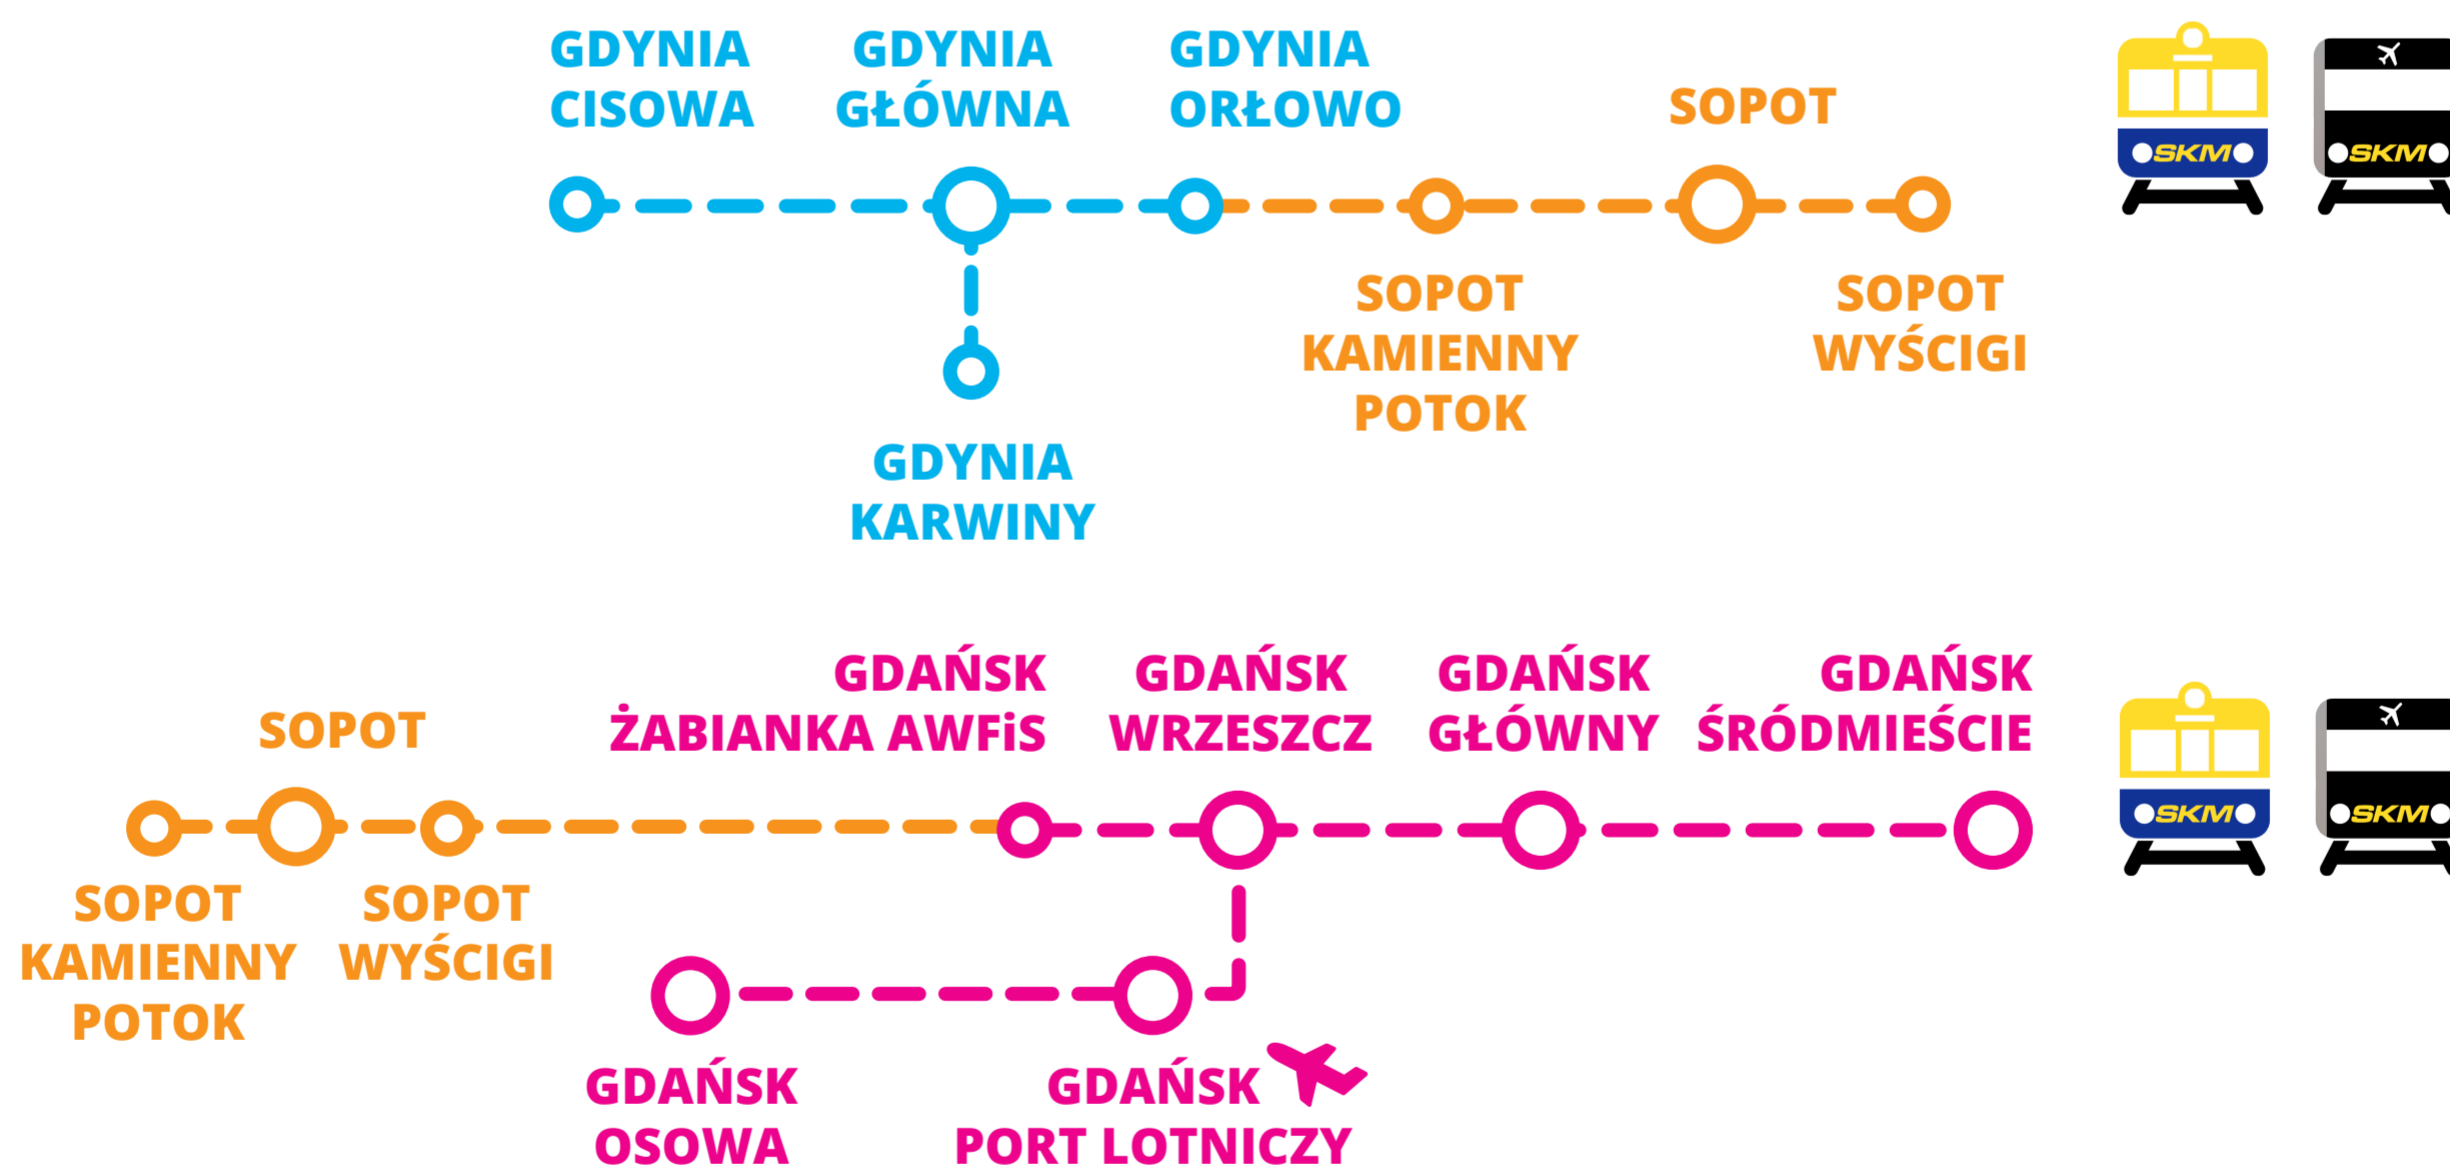 GDYNIA
CISOWA
GDYNIA
GŁÓWNA
GDYNIA
ORŁOWO
SOPOT
SKM
SKM
SOPOT
KAMIENNY
POTOK
SOPOT
WYŚCIGI
GDYNIA
KARWINY
SOPOT
GDAŃSK
ŻABIANKA AWFiS
GDAŃSK
WRZESZCZ
GDAŃSK
GŁÓWNY
GDAŃSK
ŚRÓDMIEŚCIE
SKM
SKM
SOPOT
KAMIENNY
POTOK
SOPOT
WYŚCIGI
GDAŃSK
OSOWA
GDAŃSK
PORT LOTNICZY